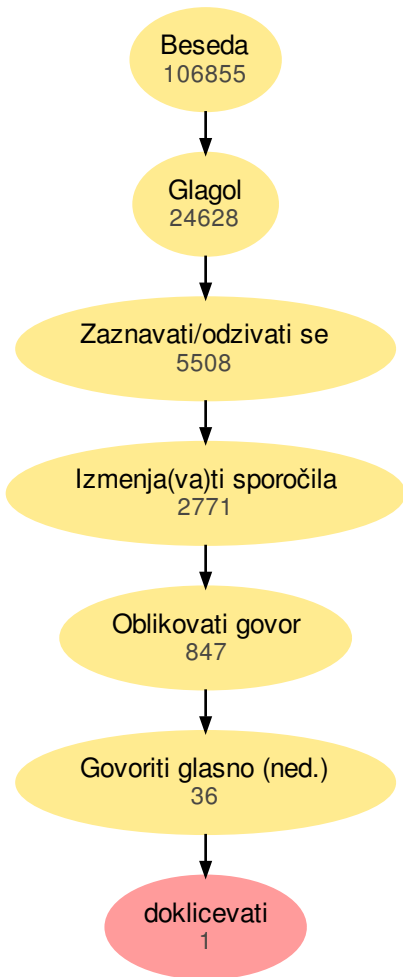 Beseda
106855
Glagol
24628
Zaznavati/odzivati se
5508
Izmenja(va)ti sporočila
2771
Oblikovati govor
847
Govoriti glasno (ned.)
36
doklicevati
1